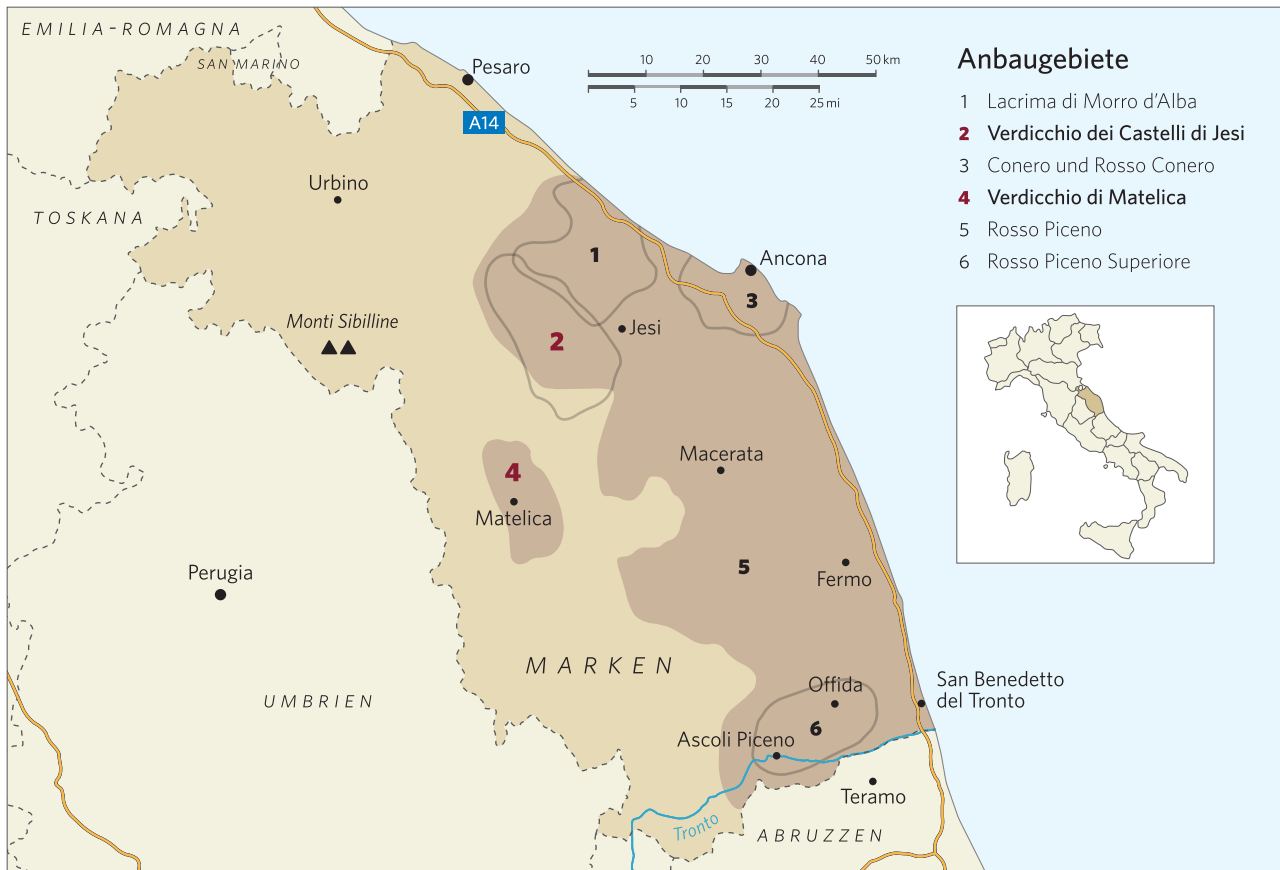 EMILIA-ROMAGNA
SAN MARINO
Pesaro
A14
10 20 30 40 50 km
5 10 15 20 25 mi
Anbaugebiete
1 Lacrima di Morro d'Alba
2 Verdicchio dei Castelli di Jesi
3 Conero und Rosso Conero
4 Verdicchio di Matelica
5 Rosso Piceno
6 Rosso Piceno Superiore
Urbino
TOSKANA
1
Ancona
3
Monti Sibilline
Jesi
2
Macerata
4
Matelica
5
Perugia
Fermo
MARKEN
UMBRIEN
Offida
San Benedetto
del Tronto
6
Ascoli Piceno
Teramo
Tronto
ABRUZZEN